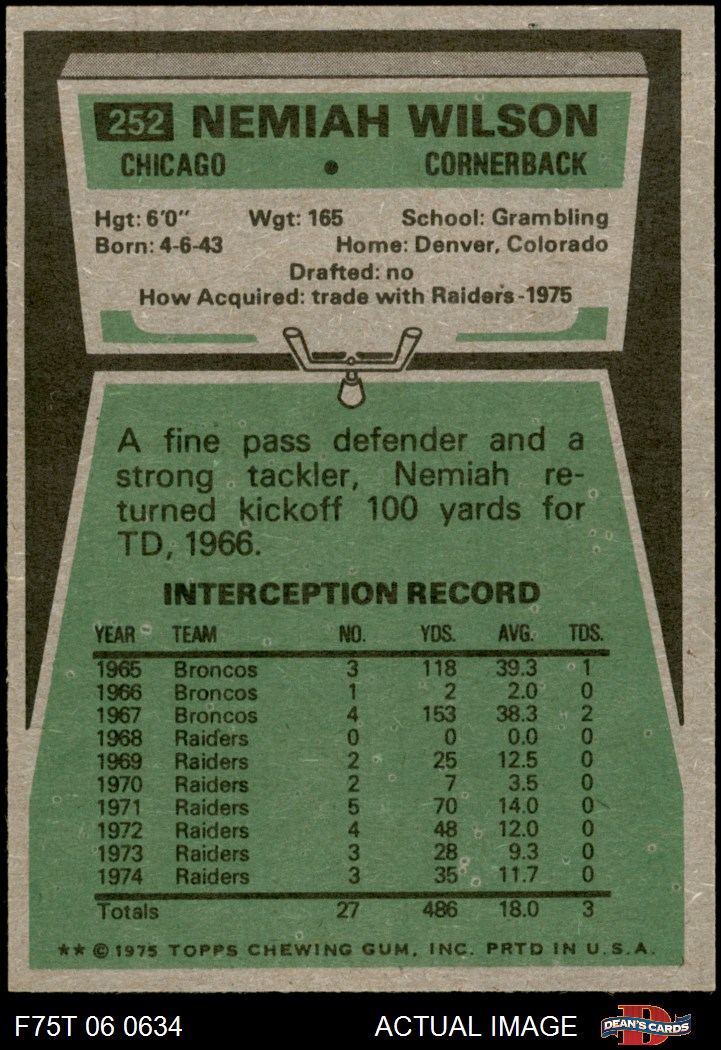 252 NEMIAH WILSON
CHICAGO • CORNERBACK
Hgt: 6'0" Wgt: 165 School: Grambling
Born: 4-6-43 Home: Denver, Colorado
Drafted: no
How Acquired: trade with Raiders-1975
A fine pass defender and a
strong tackler, Nemiah re-
turned kickoff 100 yards for
TD, 1966.
INTERCEPTION RECORD
YEAR TEAM NO. YDS. AVG. TDS.
1965 Broncos 3 118 39.3 1
1966 Broncos 1 2 2.0 0
1967 Broncos 4 153 38.3 2
1968 Raiders 0 0 0.0 0
1969 Raiders 2 25 12.5 0
1970 Raiders 2 7 3.5 0
1971 Raiders 5 70 14.0 0
1972 Raiders 4 48 12.0 0
1973 Raiders 3 28 9.3 0
1974 Raiders 3 35 11.7 0
Totals 27 486 18.0 3
** © 1975 TOPPS CHEWING GUM, INC. PRTD IN U.S.A.
F75T 06 0634 ACTUAL IMAGE D DEAN'S CARDS